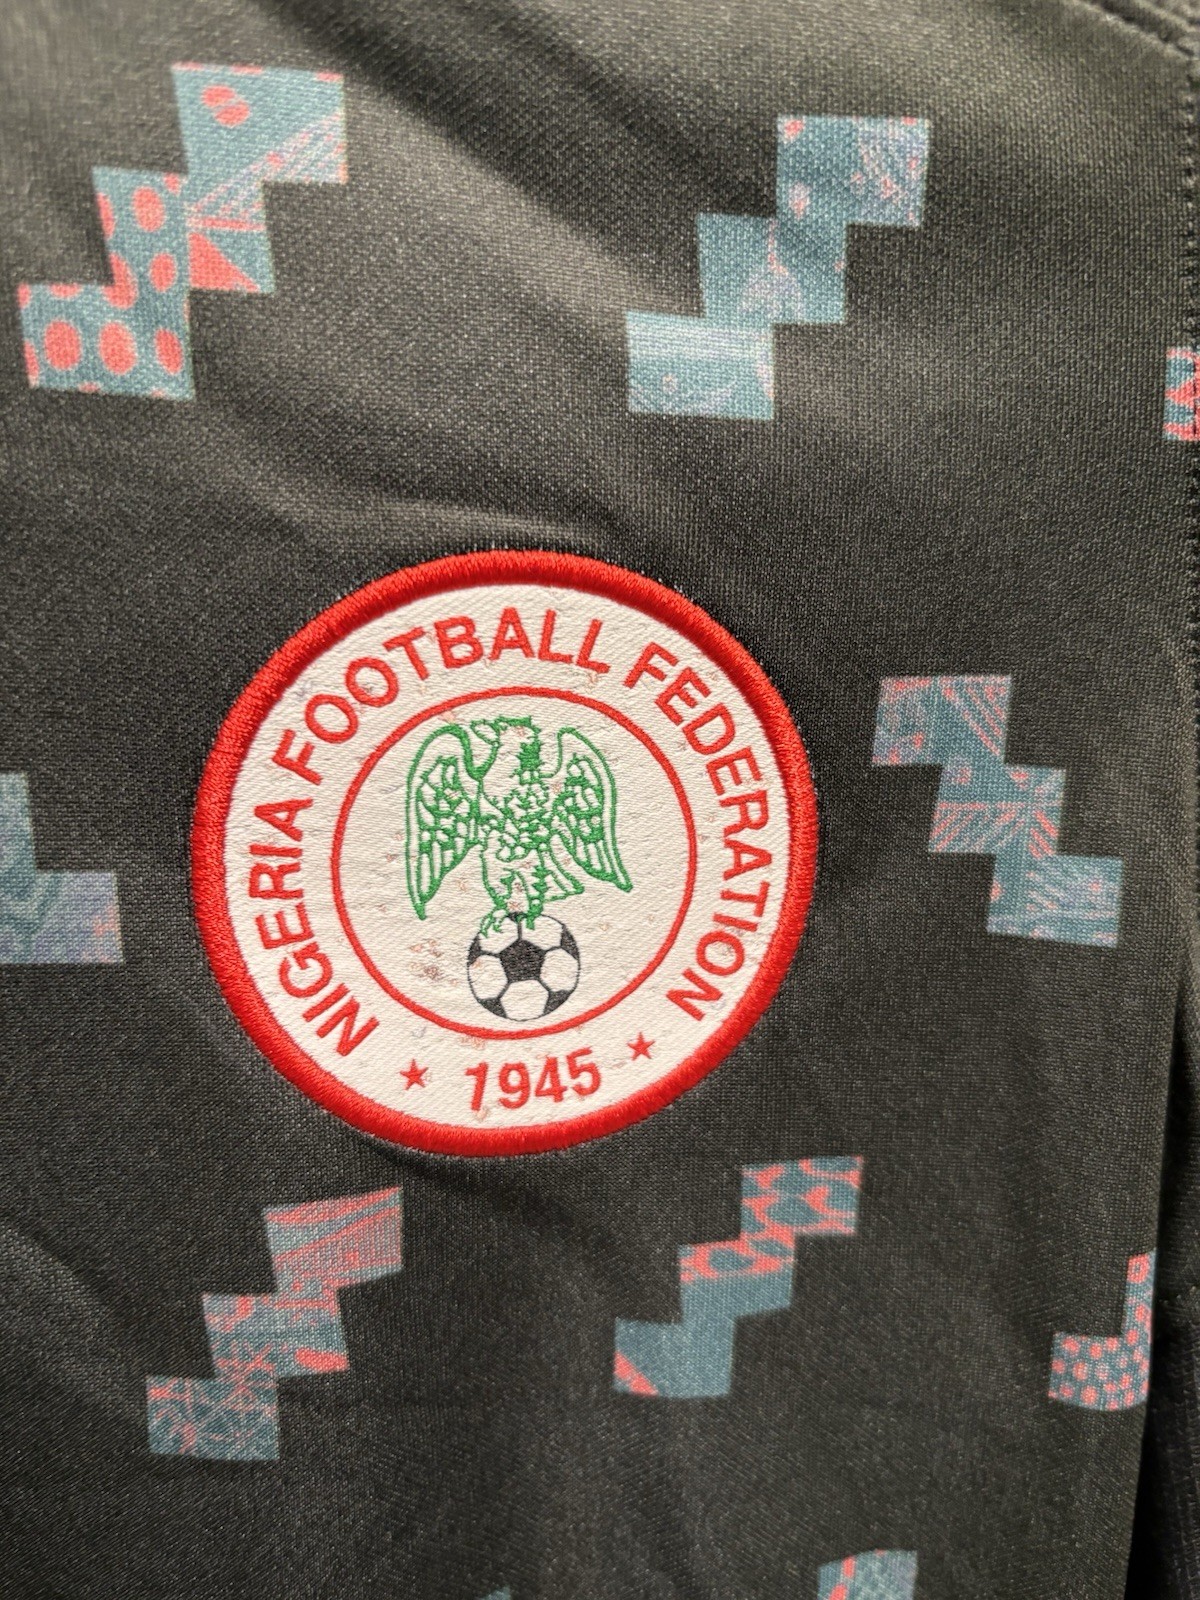 NIGERIA FOOTBALL FEDERATION
1945